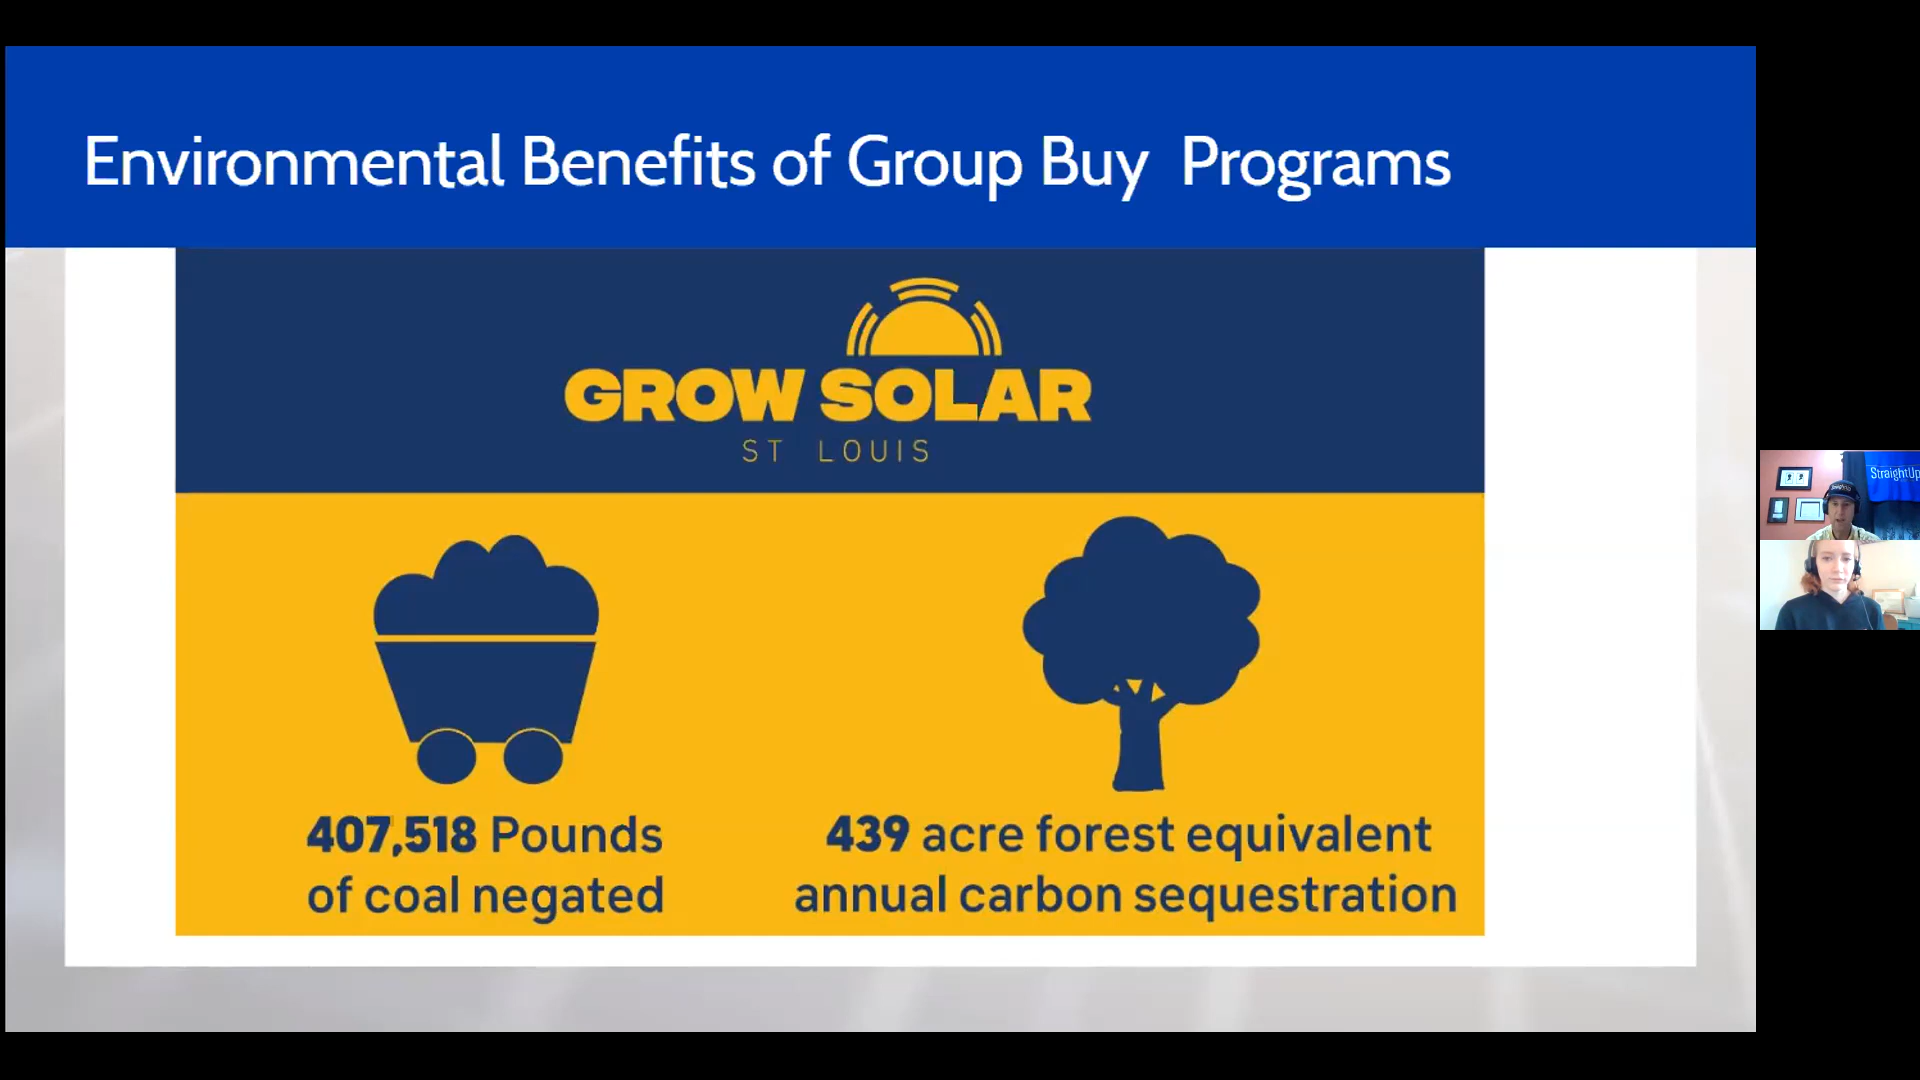 Environmental Benefits of Group Buy  Programs
GROW SOLAR
ST LOUIS
407,518 Pounds
of coal negated
439 acre forest equivalent
annual carbon sequestration
StraightUp